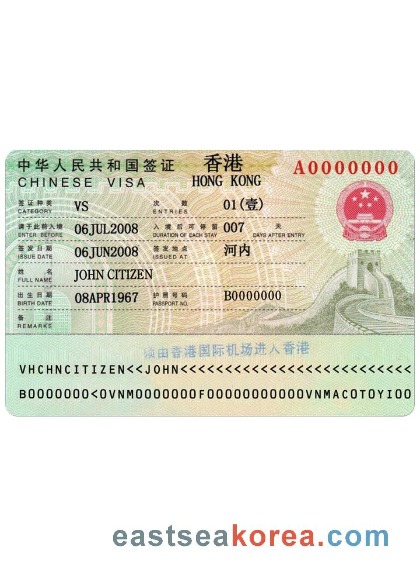 中华人民共和国签证 香港 A0000000
CHINESE VISA HONG KONG
签证种类 CATEGORY VS 次数 ENTRIES 01(壹)
请于此前入境 ENTER BEFORE 06JUL2008 入境后可停留 DURATION OF EACH STAY 007 天 DAYS AFTER ENTRY
签发日期 ISSUE DATE 06JUN2008 签发地点 ISSUED AT 河内
姓名 FULL NAME JOHN CITIZEN
出生日期 BIRTH DATE 08APR1967 护照号码 PASSPORT NO. B0000000
备注 REMARKS
须由香港国际机场进入香港
VHCHNCITIZEN<<JOHN<<<<<<<<<<<<<<<<<<<<<<<<<<
B0000000<0VNM0000000F00000000000VNMACOTOYI00
eastseakorea.com